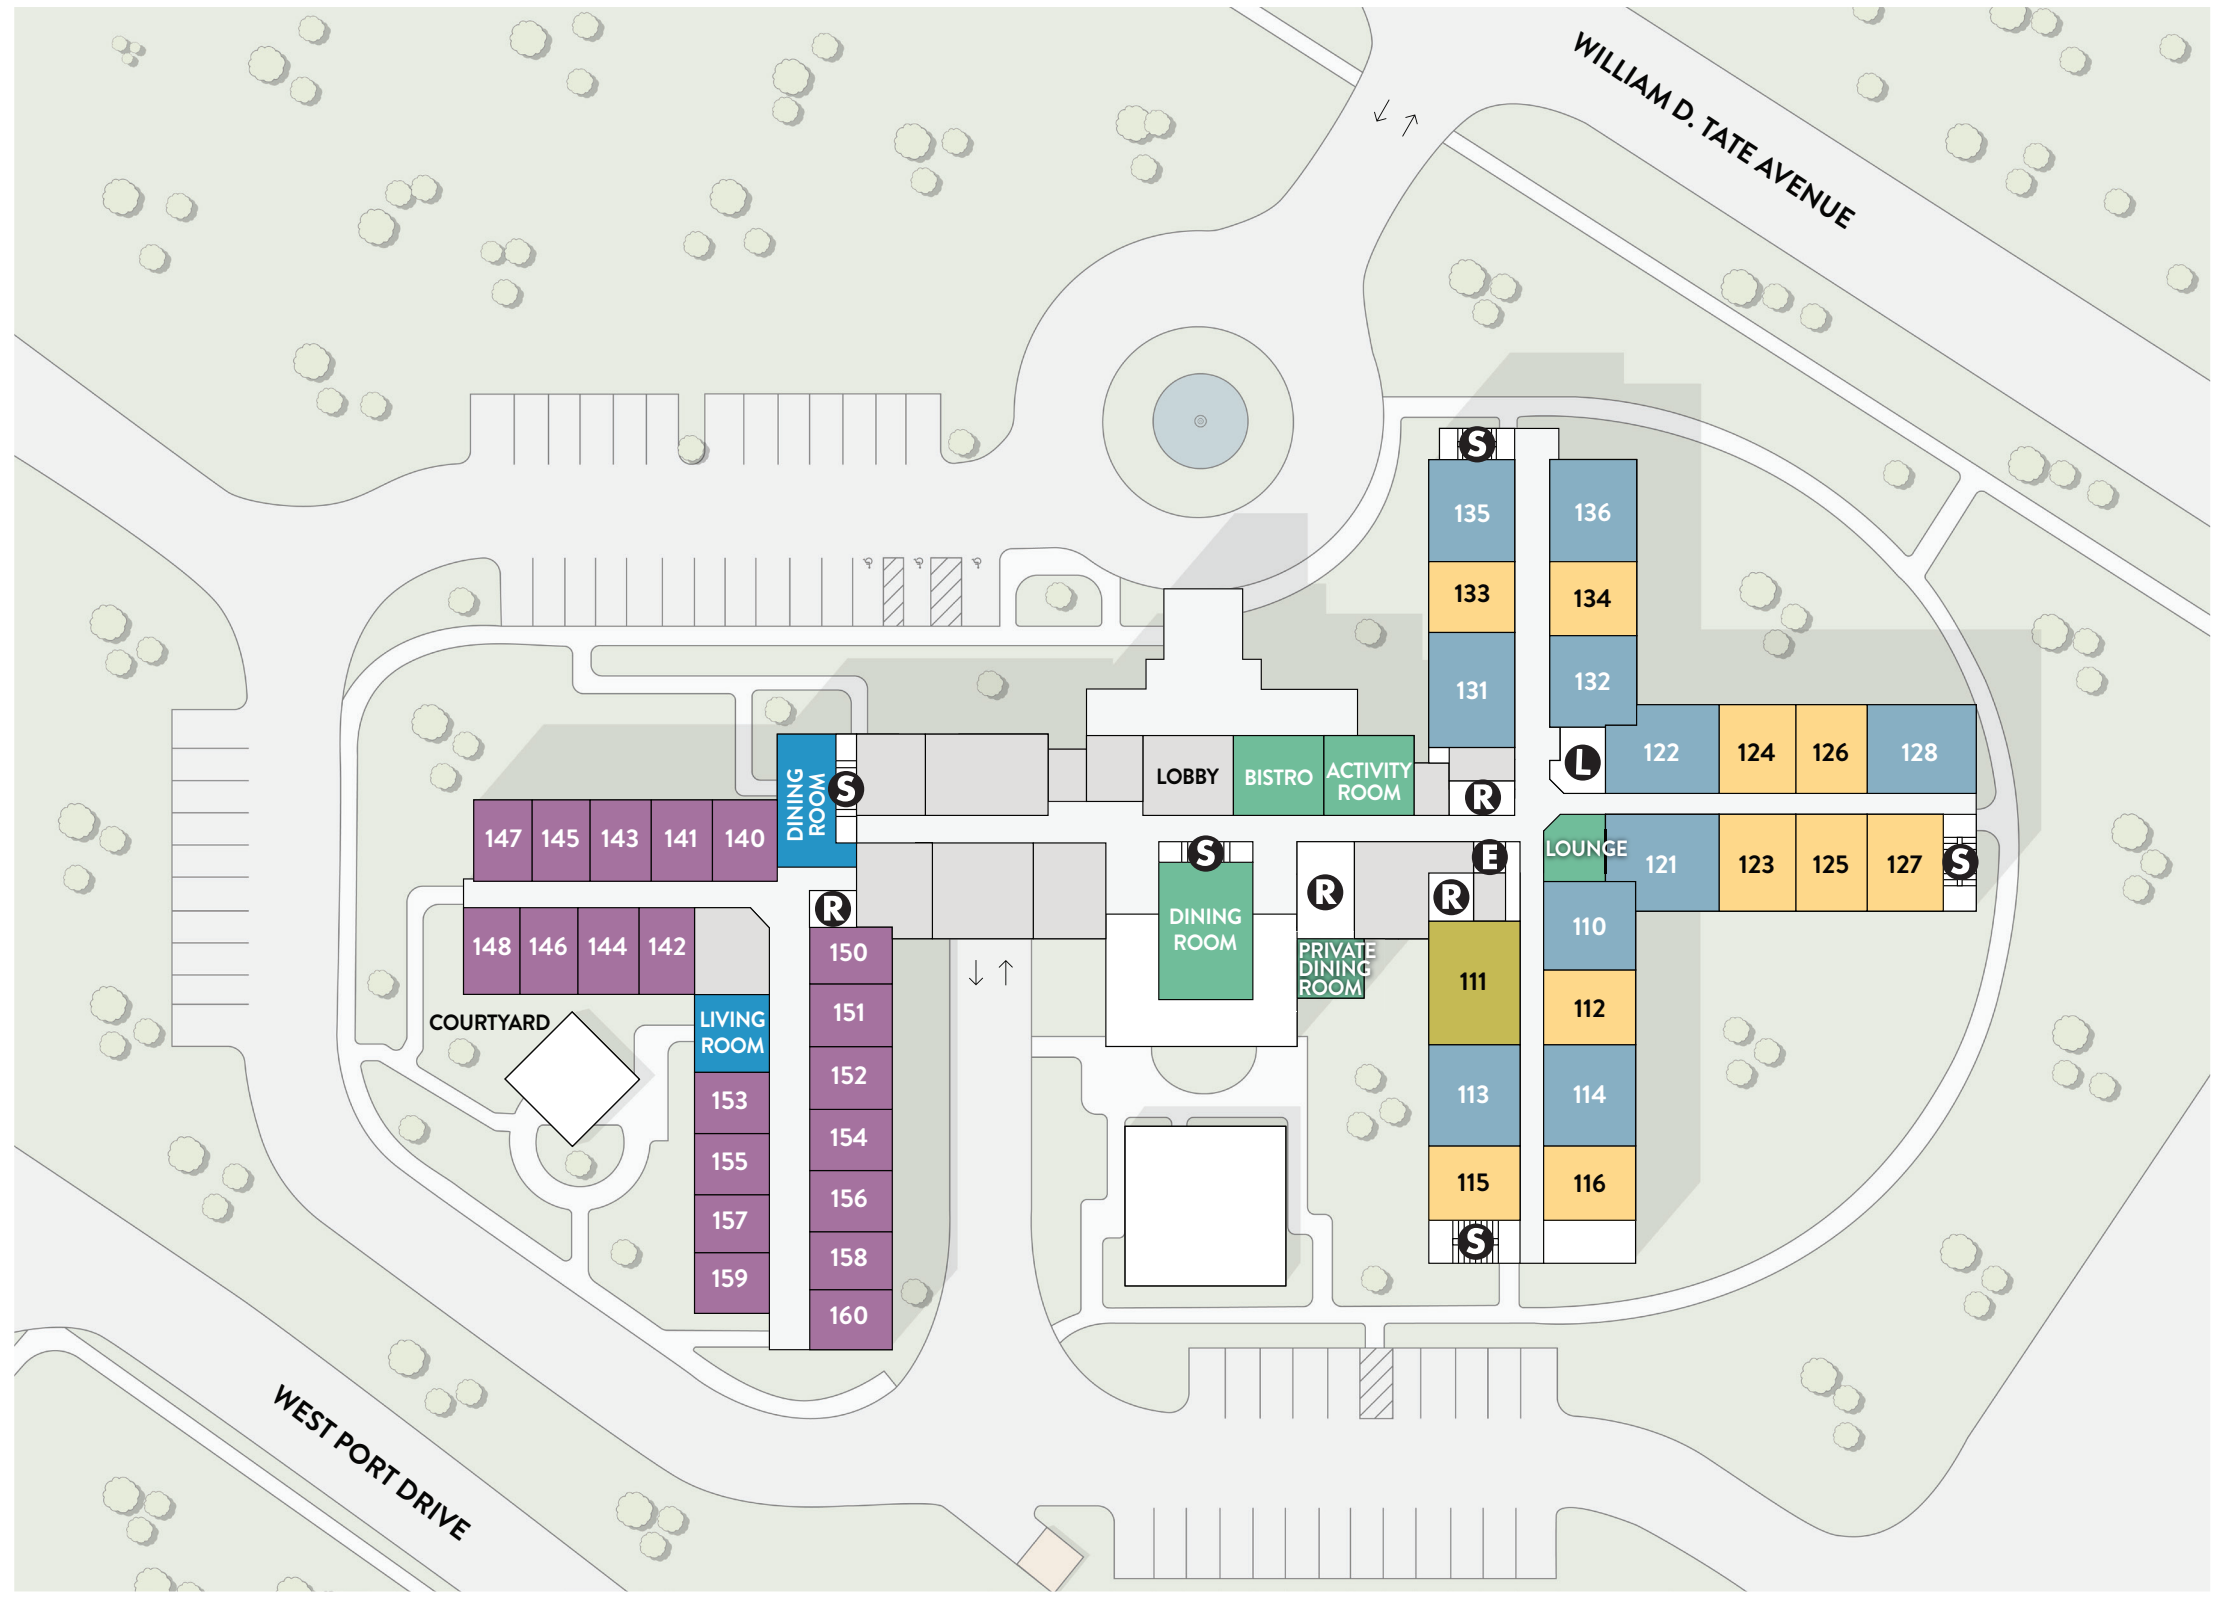 WILLIAM D. TATE AVENUE
S
135
136
133
134
131
132
122
124
126
128
L
LOBBY
BISTRO
ACTIVITY
ROOM
R
DINING
ROOM
S
147
145
143
141
140
S
E
LOUNGE
121
123
125
127
S
148
146
144
142
R
150
DINING
ROOM
R
R
PRIVATE
DINING
ROOM
111
110
112
COURTYARD
LIVING
ROOM
151
152
153
154
155
156
157
158
159
160
113
114
115
116
S
WEST PORT DRIVE